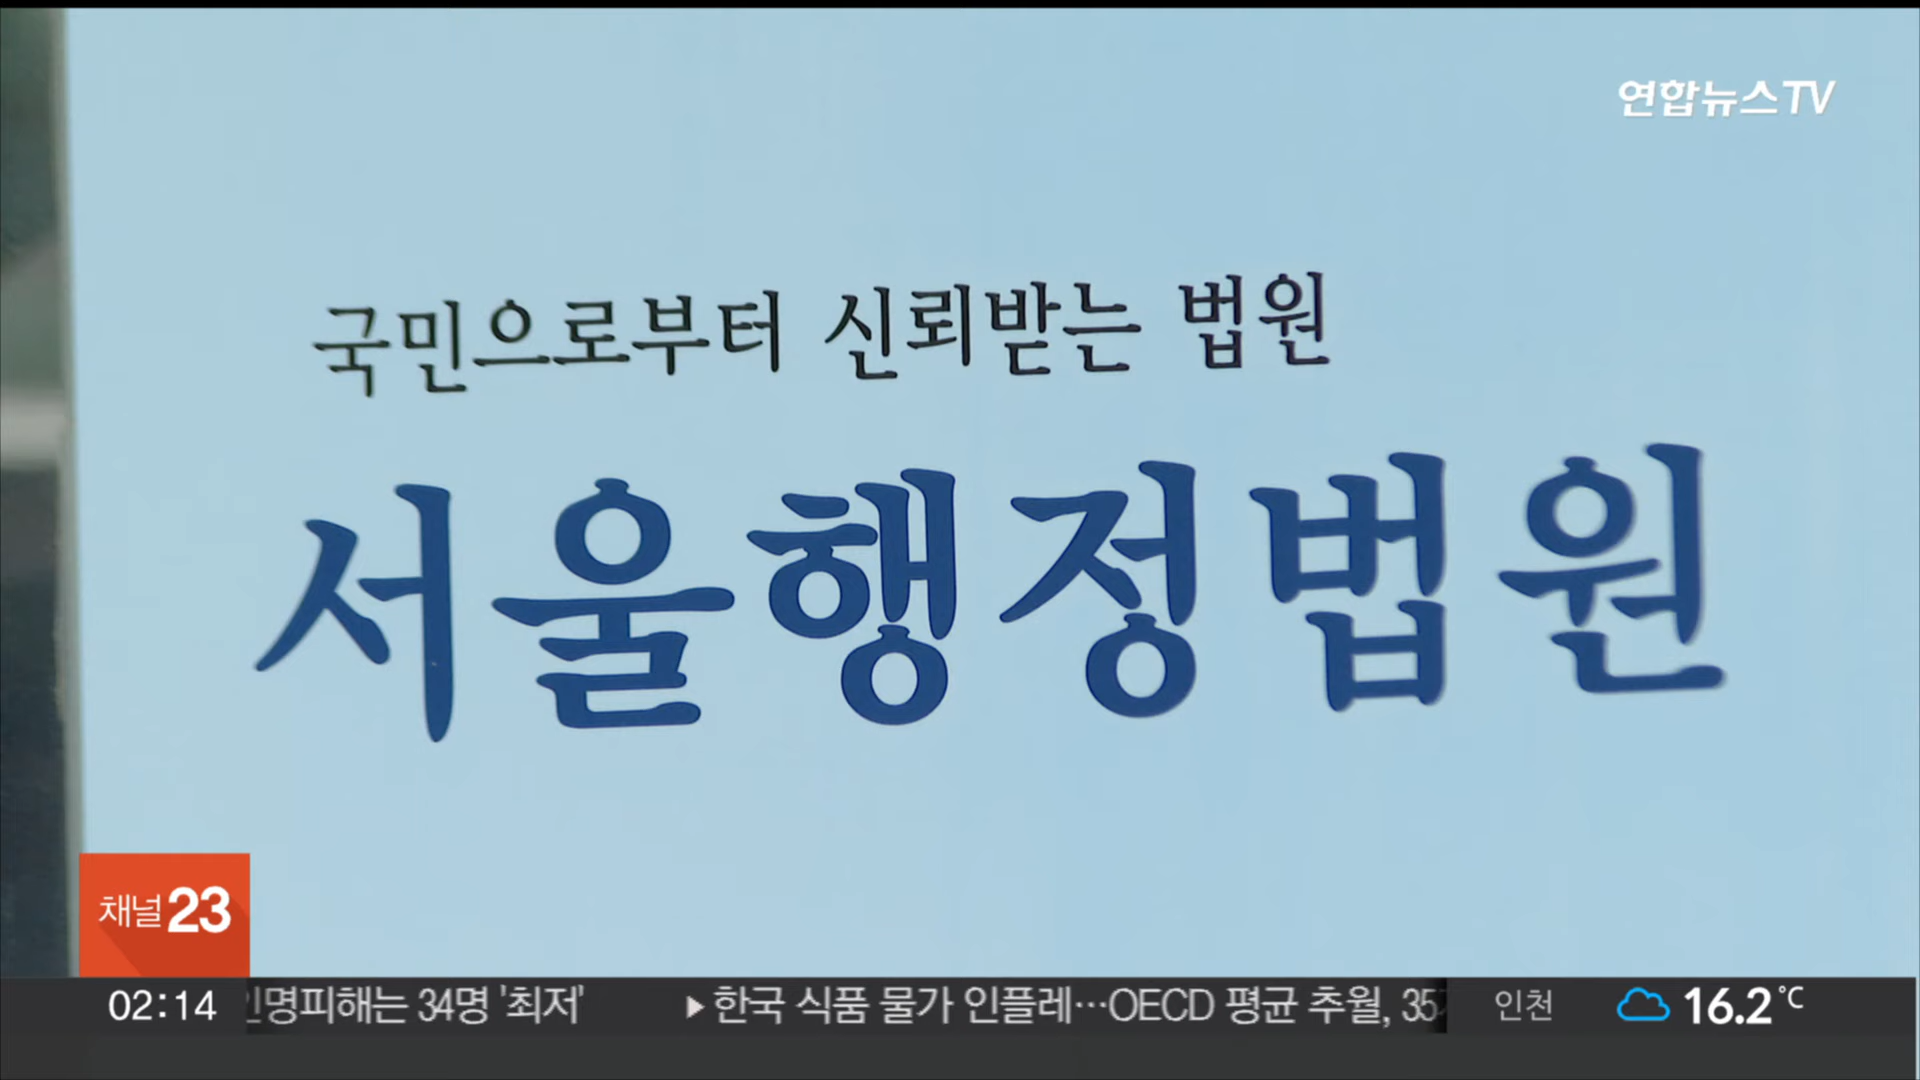 연합뉴스TV
국민으로부터 신뢰받는 법원
서울행정법원
채널23
02:14 인명피해는 34명 '최저' ▶한국 식품 물가 인플레…OECD 평균 추월, 35 인천 16.2℃